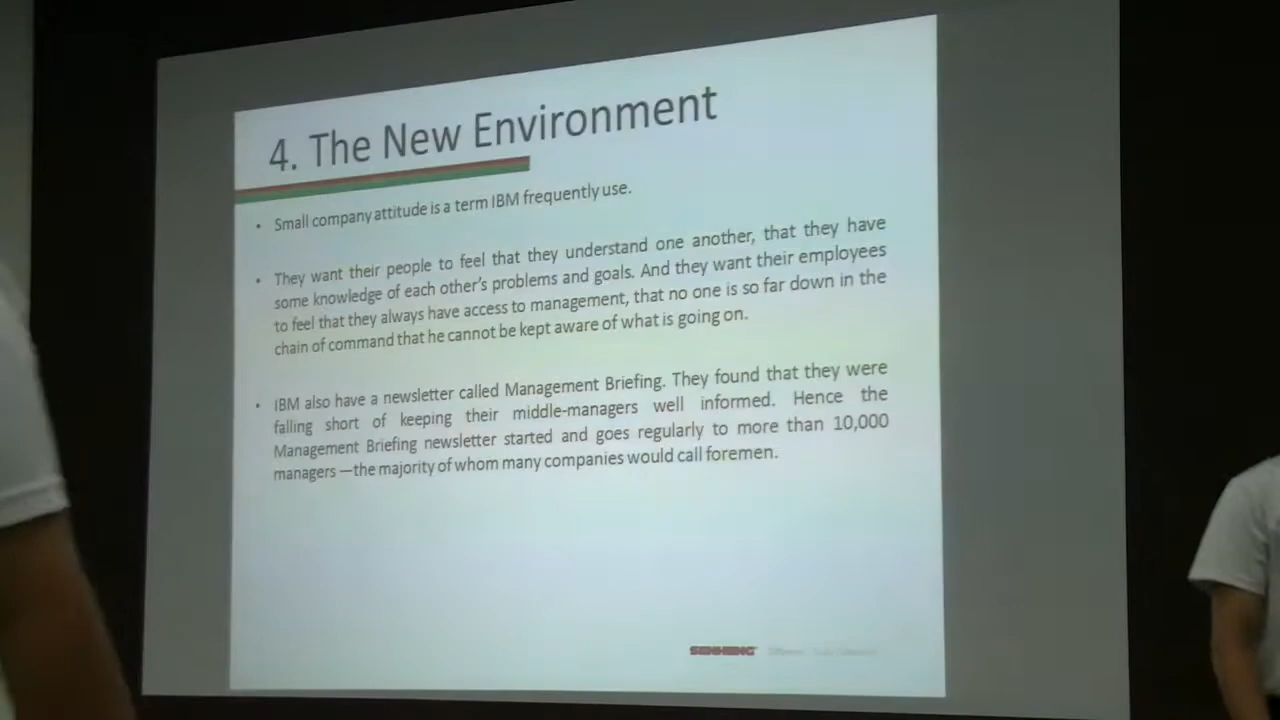 4. The New Environment
• Small company attitude is a term IBM frequently use.
• They want their people to feel that they understand one another, that they have
some knowledge of each other's problems and goals. And they want their employees
to feel that they always have access to management, that no one is so far down in the
chain of command that he cannot be kept aware of what is going on.
• IBM also have a newsletter called Management Briefing. They found that they were
falling short of keeping their middle-managers well informed. Hence the
Management Briefing newsletter started and goes regularly to more than 10,000
managers —the majority of whom many companies would call foremen.
SENHENG